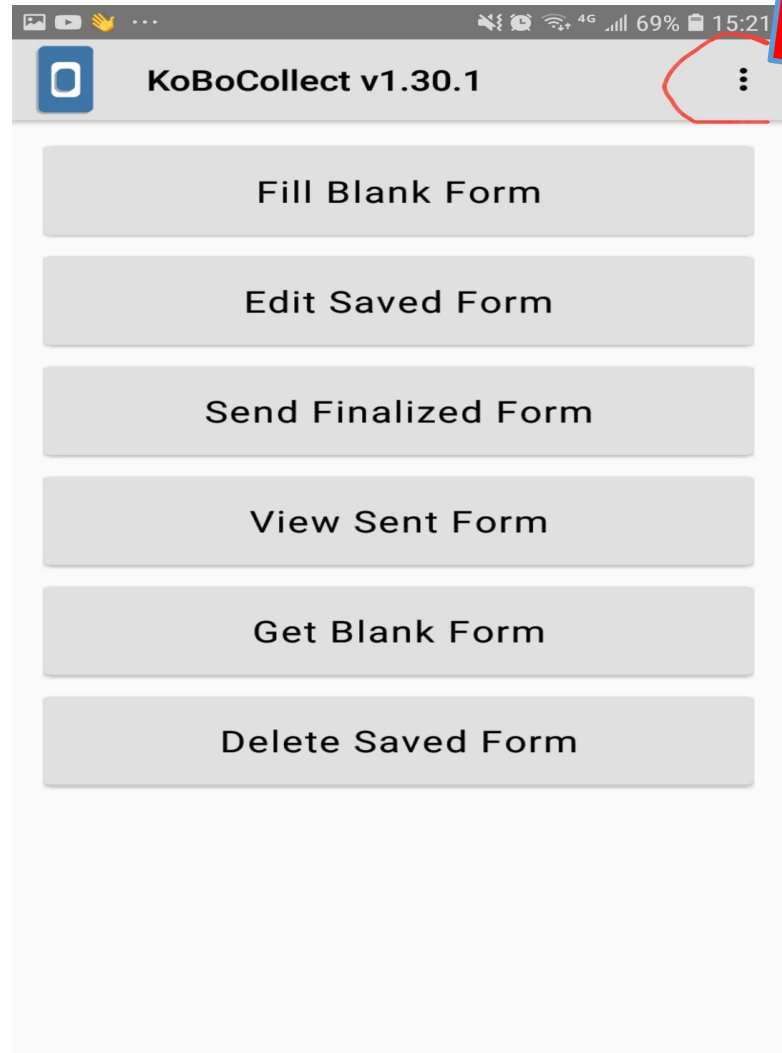 4G 69% 15:21
KoBoCollect v1.30.1
Fill Blank Form
Edit Saved Form
Send Finalized Form
View Sent Form
Get Blank Form
Delete Saved Form